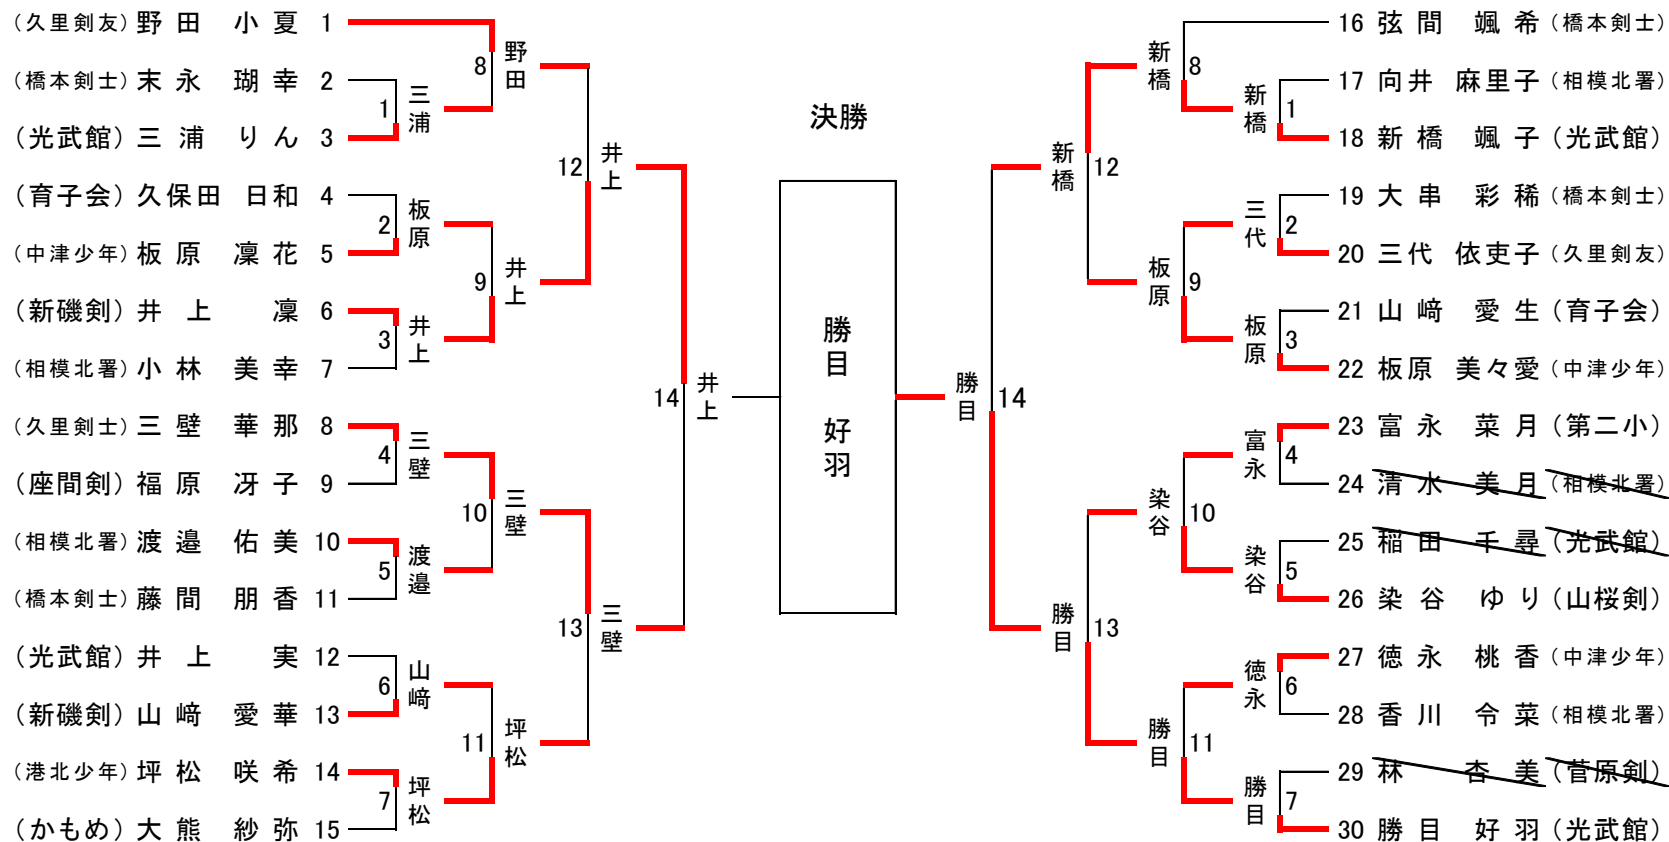 (久里剣友) 野田 小夏 1
(橋本剣士) 末永 瑚幸 2
(光武館) 三浦 りん 3
(育子会) 久保田 日和 4
(中津少年) 板原 凜花 5
(新磯剣) 井上 凜 6
(相模北署) 小林 美幸 7
(久里剣士) 三壁 華那 8
(座間剣) 福原 冴子 9
(相模北署) 渡邉 佑美 10
(橋本剣士) 藤間 朋香 11
(光武館) 井上 実 12
(新磯剣) 山﨑 愛華 13
(港北少年) 坪松 咲希 14
(かもめ) 大熊 紗弥 15
1 三浦
2 板原
3 井上
4 三壁
5 渡邉
6 山﨑
7 坪松
8 野田
9 井上
10 三壁
11 坪松
12 井上
13 三壁
14 井上
決勝
勝目 好羽
勝目 14
新橋 12
勝目 13
新橋 8
板原 9
染谷 10
勝目 11
新橋 1
三代 2
板原 3
富永 4
染谷 5
徳永 6
勝目 7
16 弦間 颯希 (橋本剣士)
17 向井 麻里子 (相模北署)
18 新橋 颯子 (光武館)
19 大串 彩稀 (橋本剣士)
20 三代 依吏子 (久里剣友)
21 山﨑 愛生 (育子会)
22 板原 美々愛 (中津少年)
23 富永 菜月 (第二小)
24 清水 美月 (相模北署)
25 稲田 千尋 (光武館)
26 染谷 ゆり (山桜剣)
27 徳永 桃香 (中津少年)
28 香川 令菜 (相模北署)
29 林 杏美 (菅原剣)
30 勝目 好羽 (光武館)